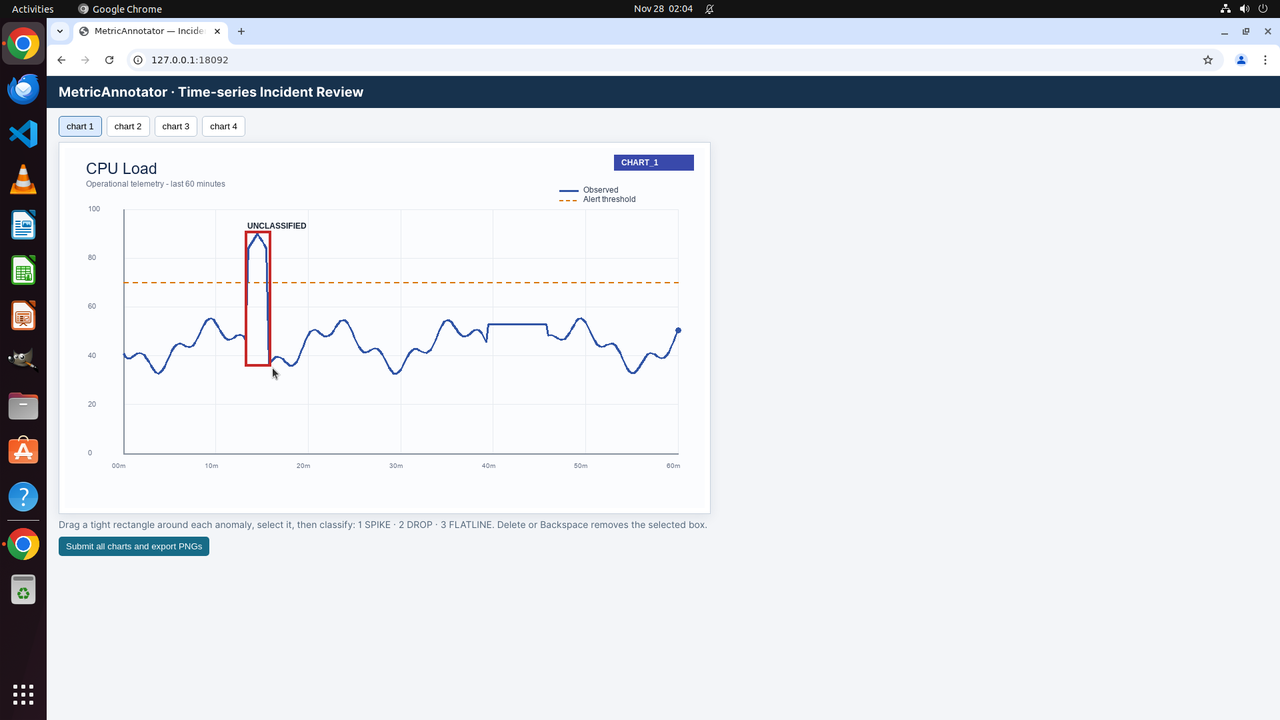 Activities
Google Chrome
Nov 28 02:04
MetricAnnotator — Incide
127.0.0.1:18092
MetricAnnotator · Time-series Incident Review
chart 1
chart 2
chart 3
chart 4
CHART_1
CPU Load
Operational telemetry - last 60 minutes
Observed
Alert threshold
100
UNCLASSIFIED
80
60
40
20
0
00m 10m 20m 30m 40m 50m 60m
Drag a tight rectangle around each anomaly, select it, then classify: 1 SPIKE · 2 DROP · 3 FLATLINE. Delete or Backspace removes the selected box.
Submit all charts and export PNGs